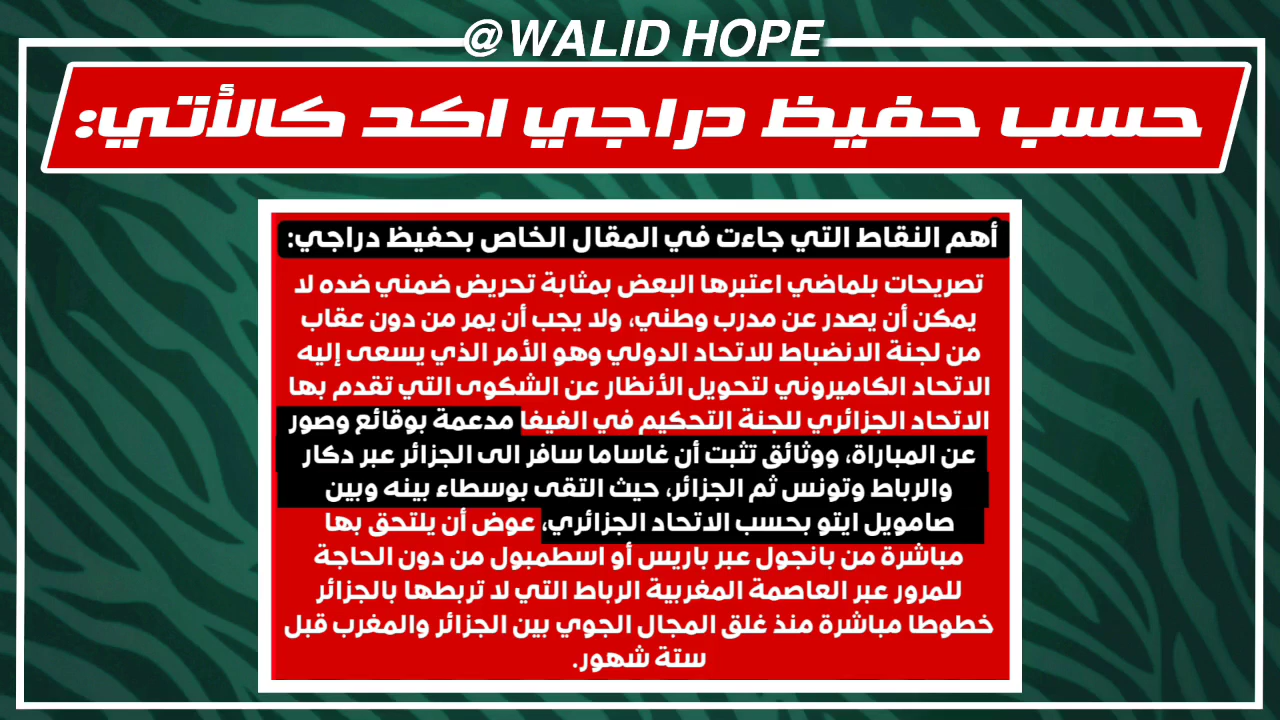 @WALID HOPE
حسب حفيظ دراجي اكد كالأتي:
أهم النقاط التي جاءت في المقال الخاص بحفيظ دراجي:
تصريحات بلماضي اعتبرها البعض بمثابة تحريض ضمني ضده لا
يمكن أن يصدر عن مدرب وطني، ولا يجب أن يمر من دون عقاب
من لجنة الانضباط للاتحاد الدولي وهو الأمر الذي يسعى إليه
الاتحاد الكاميروني لتحويل الأنظار عن الشكوى التي تقدم بها
الاتحاد الجزائري للجنة التحكيم في الفيفا مدعمة بوقائع وصور
عن المباراة، ووثائق تثبت أن غاساما سافر الى الجزائر عبر دكار
والرباط وتونس ثم الجزائر، حيث التقى بوسطاء بينه وبين
صامويل ايتو بحسب الاتحاد الجزائري، عوض أن يلتحق بها
مباشرة من بانجول عبر باريس أو اسطمبول من دون الحاجة
للمرور عبر العاصمة المغربية الرباط التي لا تربطها بالجزائر
خطوطا مباشرة منذ غلق المجال الجوي بين الجزائر والمغرب قبل
ستة شهور.